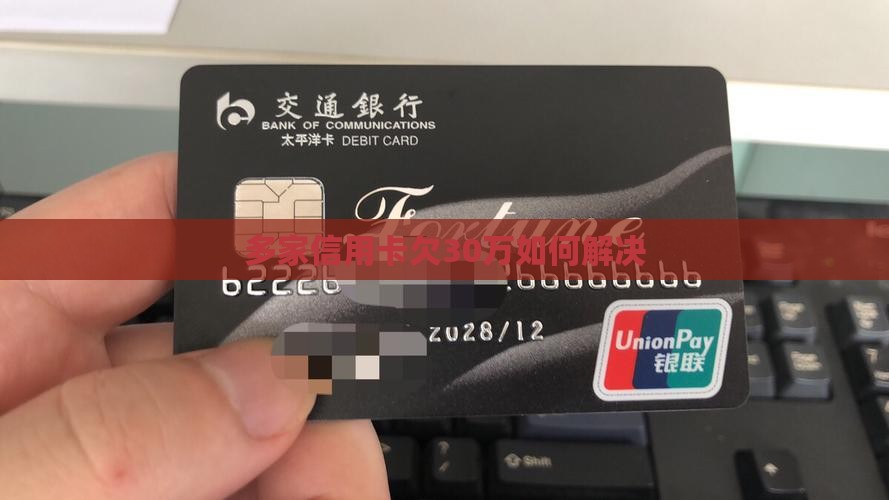 交通銀行
BANK OF COMMUNICATIONS
太平洋卡 DEBIT CARD
Fortune
多家信用卡欠30万如何解决
2028/12
UnionPay
银联
Shift